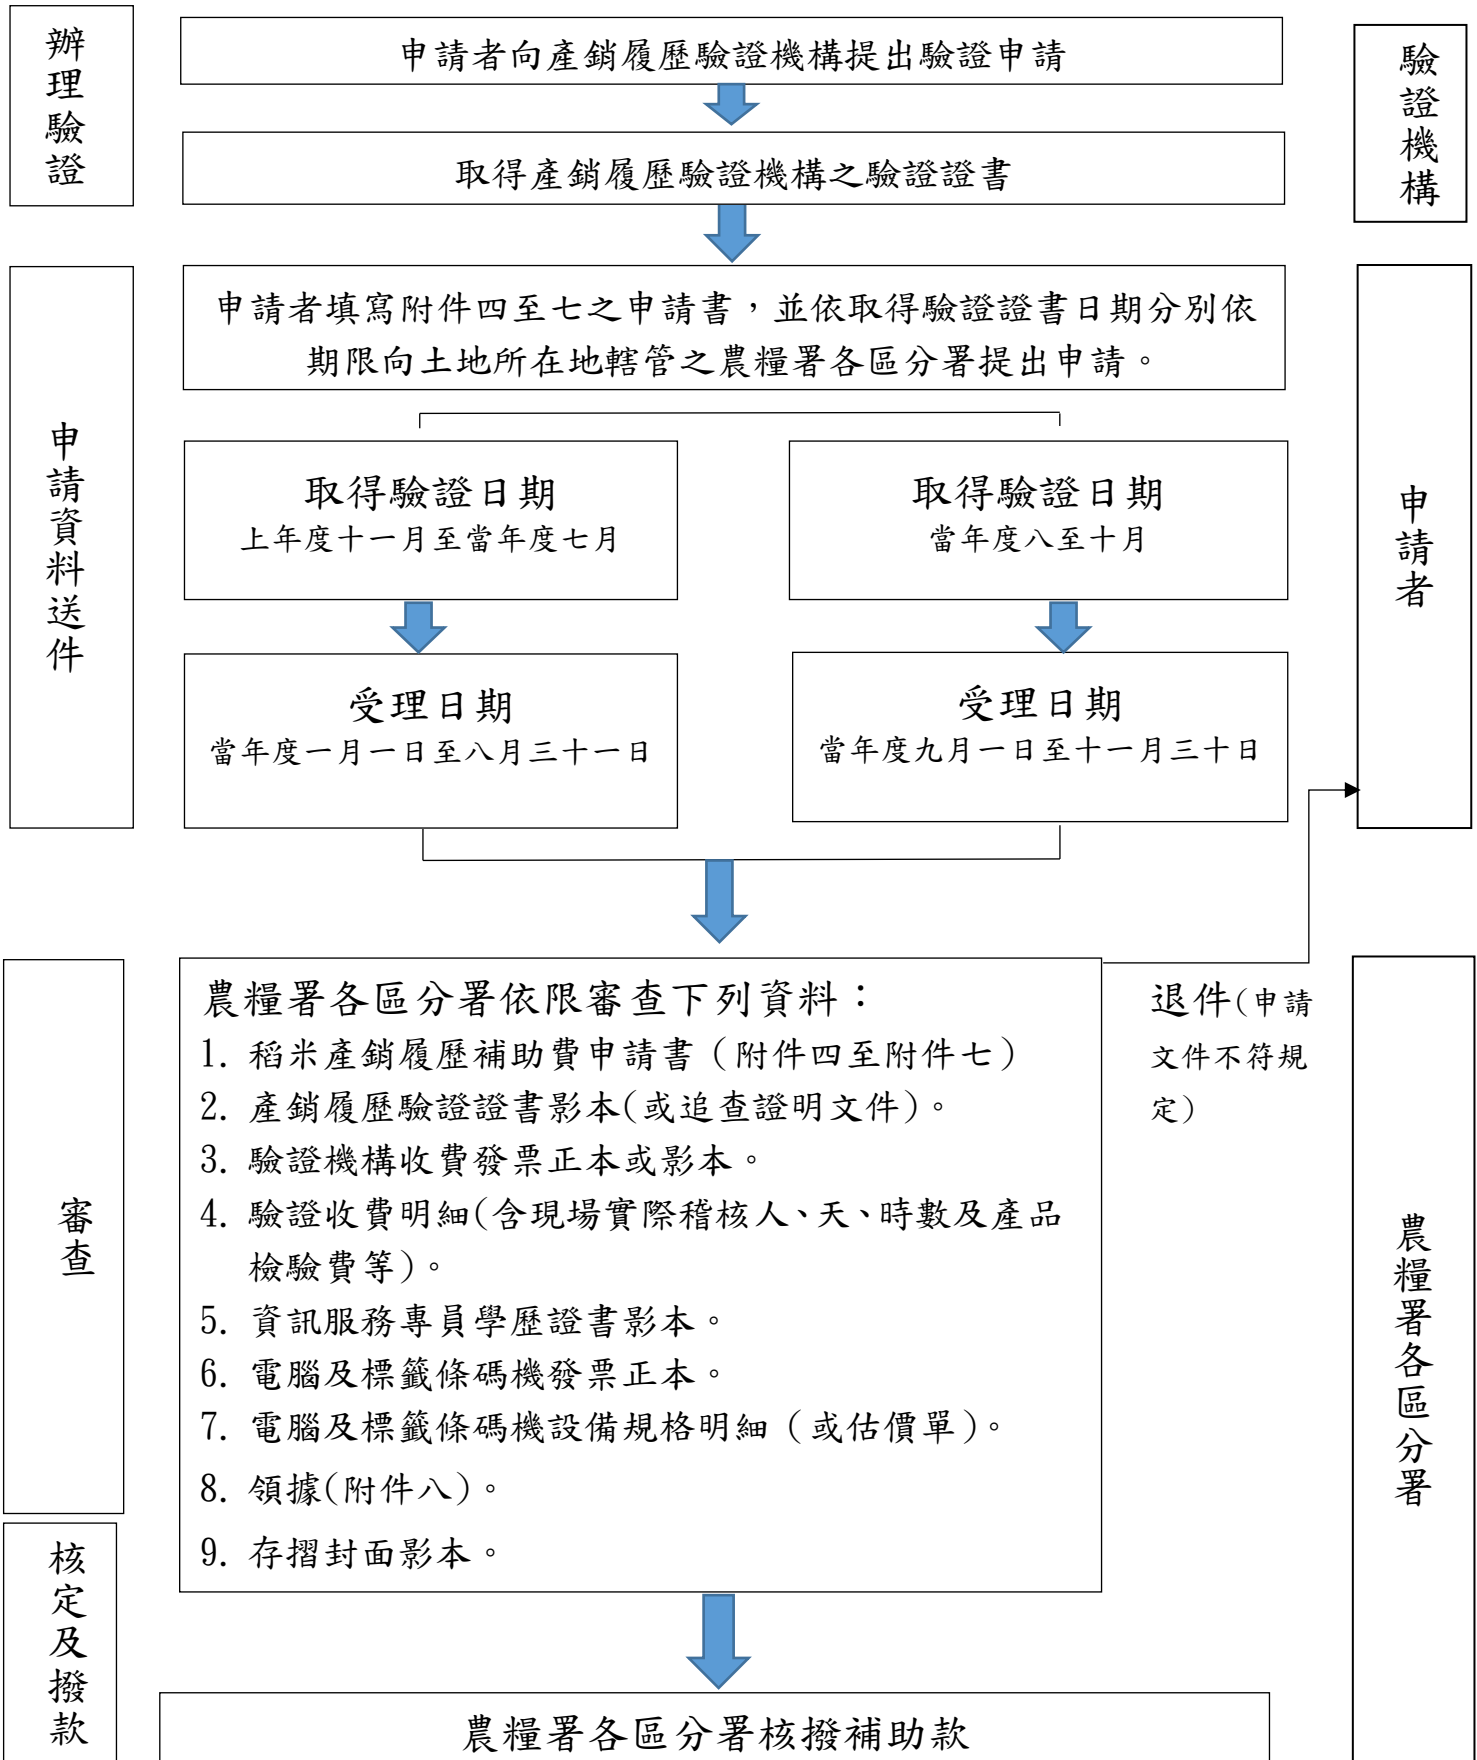 辦理驗證
申請者向產銷履歷驗證機構提出驗證申請
驗證機構
取得產銷履歷驗證機構之驗證證書
申請資料送件
申請者填寫附件四至七之申請書，並依取得驗證證書日期分別依
期限向土地所在地轄管之農糧署各區分署提出申請。
申請者
取得驗證日期
上年度十一月至當年度七月
取得驗證日期
當年度八至十月
受理日期
當年度一月一日至八月三十一日
受理日期
當年度九月一日至十一月三十日
審查
農糧署各區分署依限審查下列資料：
1. 稻米產銷履歷補助費申請書（附件四至附件七）
2. 產銷履歷驗證證書影本(或追查證明文件)。
3. 驗證機構收費發票正本或影本。
4. 驗證收費明細(含現場實際稽核人、天、時數及產品
檢驗費等)。
5. 資訊服務專員學歷證書影本。
6. 電腦及標籤條碼機發票正本。
7. 電腦及標籤條碼機設備規格明細（或估價單）。
8. 領據(附件八)。
9. 存摺封面影本。
退件(申請
文件不符規
定)
農糧署各區分署
核定及撥款
農糧署各區分署核撥補助款